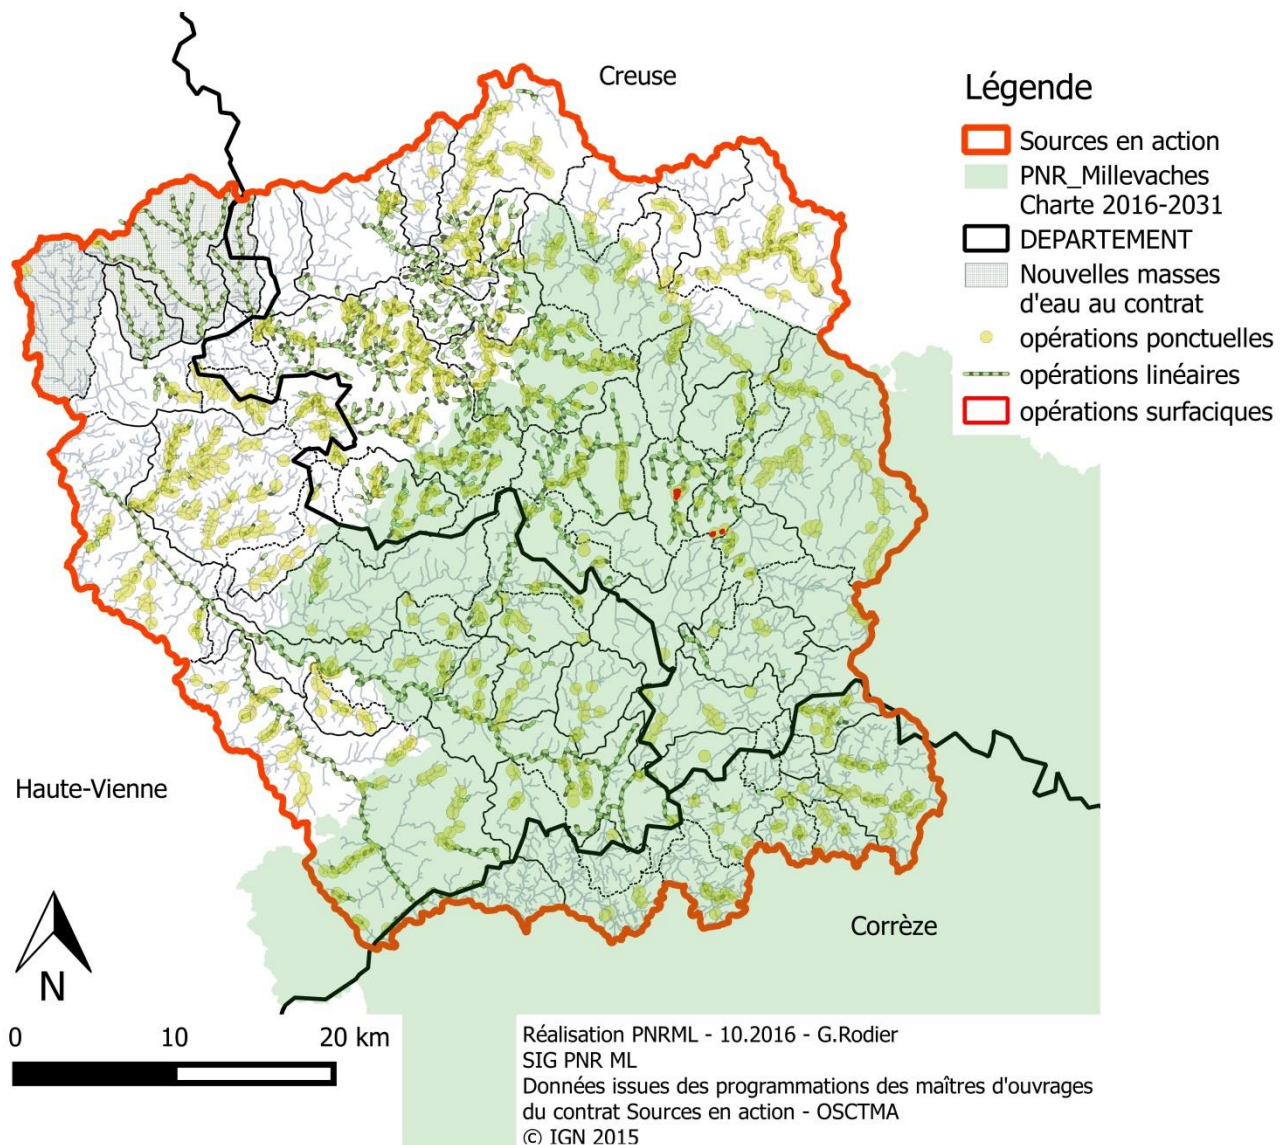 Creuse
Légende
Sources en action
PNR_Millevaches
Charte 2016-2031
DEPARTEMENT
Nouvelles masses
d'eau au contrat
opérations ponctuelles
opérations linéaires
opérations surfaciques
Haute-Vienne
Corrèze
N
0 10 20 km
Réalisation PNRML - 10.2016 - G.Rodier
SIG PNR ML
Données issues des programmations des maîtres d'ouvrages
du contrat Sources en action - OSCTMA
© IGN 2015